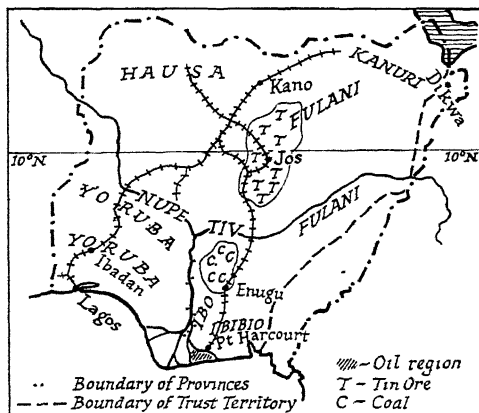 HAUSA
KANURI
Dikwa
Kano
FULANI
T
T T
T
T
10°N
10°N
T Jos
T T
T T
T
YORUBA
NUPE
FULANI
TIV
YORUBA
Ibadan
C C
C C
C C
Enugu
Lagos
IBO
IBIBIO
Pt Harcourt
~ Oil region
Boundary of Provinces
T ~ Tin Ore
Boundary of Trust Territory
C ~ Coal